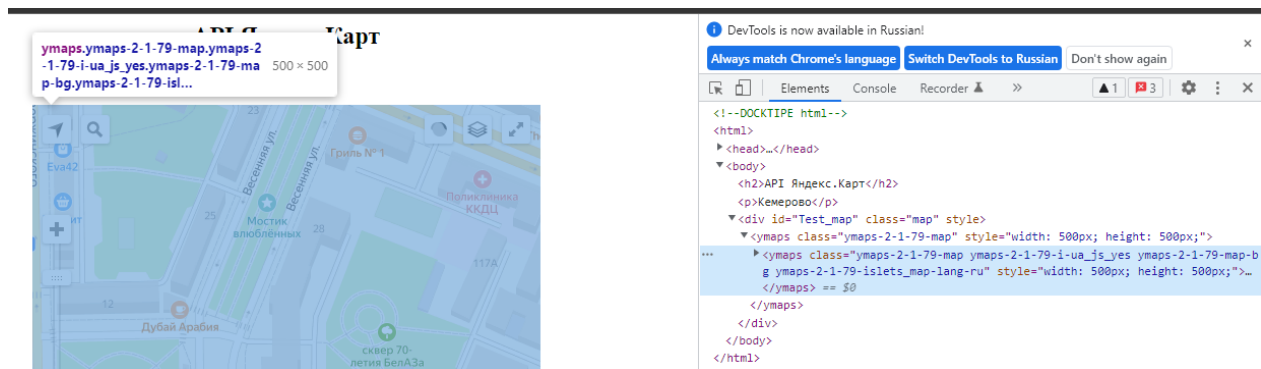 Карт
ymaps.ymaps-2-1-79-map.ymaps-2
-1-79-i-ua_js_yes.ymaps-2-1-79-ma
p-bg.ymaps-2-1-79-isl...
500 × 500
23
Гриль № 1
Eva42
Весенняя ул.
Весенняя ул.
Поликлиника
ККДЦ
25
Мостик
влюблённых
28
117А
12
Дубай Арабия
сквер 70-
летия БелАЗа
DevTools is now available in Russian!
Always match Chrome's language
Switch DevTools to Russian
Don't show again
Elements
Console
Recorder
1
3
<!--DOCKTIPE html-->
<html>
<head>…</head>
<body>
<h2>API Яндекс.Карт</h2>
<p>Кемерово</p>
<div id="Test_map" class="map" style>
<ymaps class="ymaps-2-1-79-map" style="width: 500px; height: 500px;">
<ymaps class="ymaps-2-1-79-map ymaps-2-1-79-i-ua_js_yes ymaps-2-1-79-map-b
g ymaps-2-1-79-islets_map-lang-ru" style="width: 500px; height: 500px;">…
</ymaps> == $0
</ymaps>
</div>
</body>
</html>